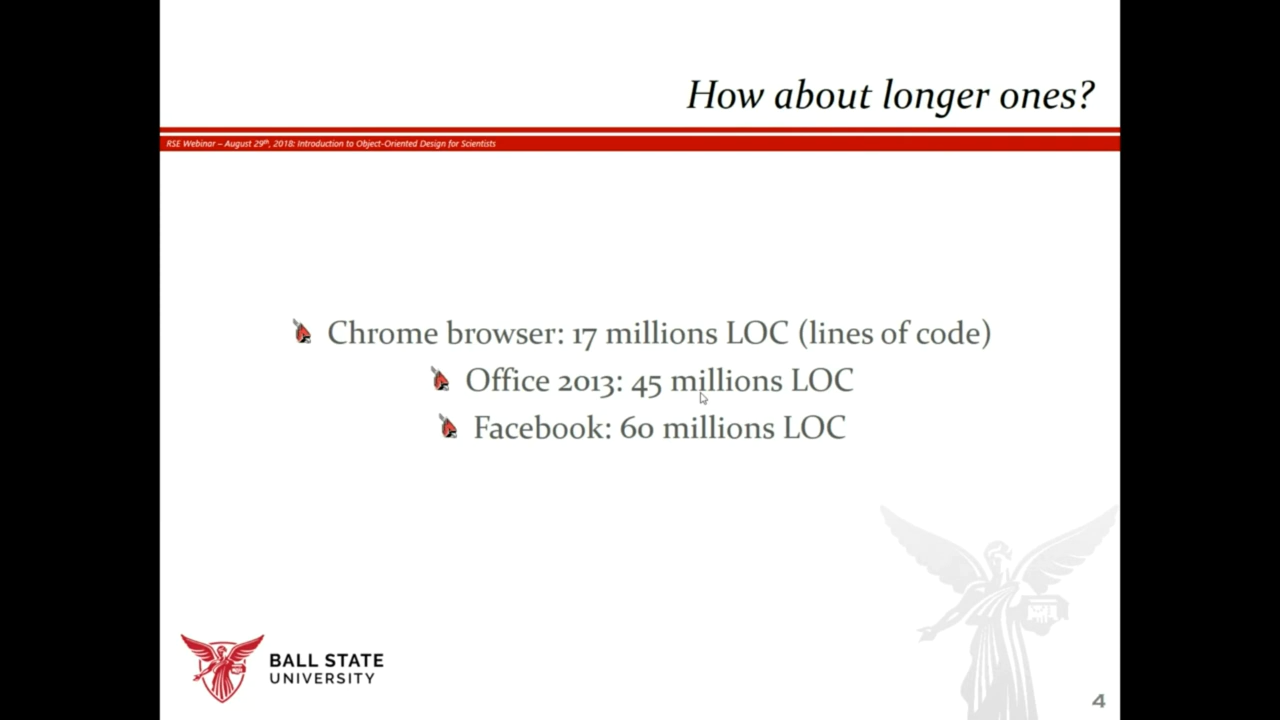 How about longer ones?
RSE Webinar – August 29th, 2018: Introduction to Object-Oriented Design for Scientists
Chrome browser: 17 millions LOC (lines of code)
Office 2013: 45 millions LOC
Facebook: 60 millions LOC
BALL STATE
UNIVERSITY
4